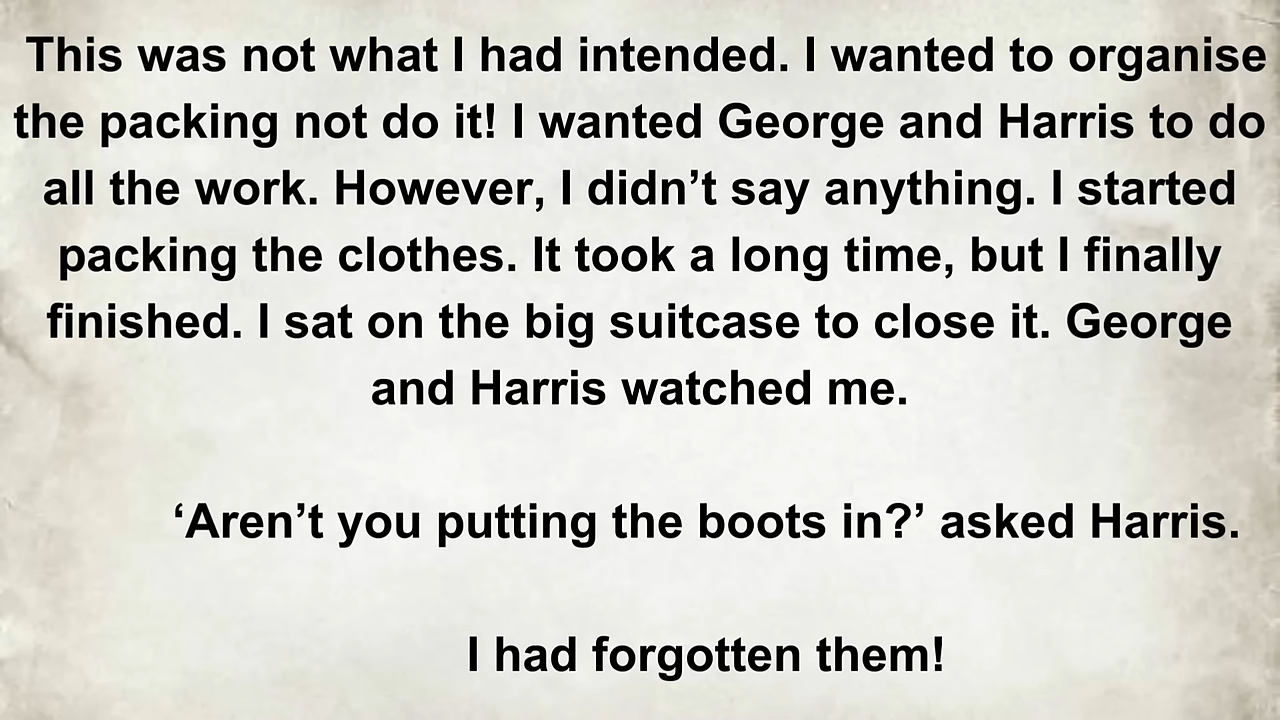 This was not what I had intended. I wanted to organise
the packing not do it! I wanted George and Harris to do
all the work. However, I didn’t say anything. I started
packing the clothes. It took a long time, but I finally
finished. I sat on the big suitcase to close it. George
and Harris watched me.
‘Aren’t you putting the boots in?’ asked Harris.
I had forgotten them!